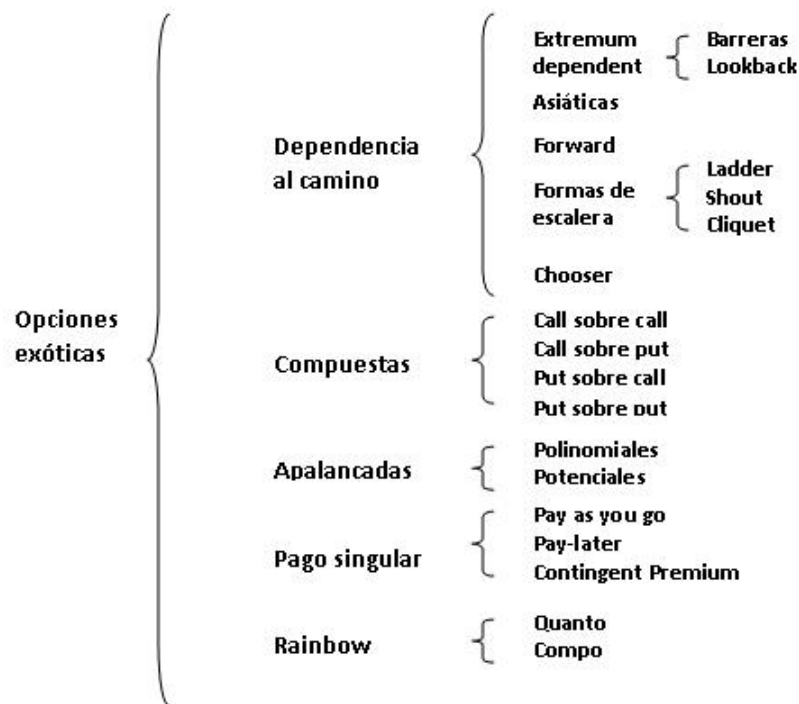 Opciones
exóticas
Dependencia
al camino
Extremum
dependent
Barreras
Lookback
Asiáticas
Forward
Formas de
escalera
Ladder
Shout
Cliquet
Chooser
Compuestas
Call sobre call
Call sobre put
Put sobre call
Put sobre put
Apalancadas
Polinomiales
Potenciales
Pago singular
Pay as you go
Pay-later
Contingent Premium
Rainbow
Quanto
Compo